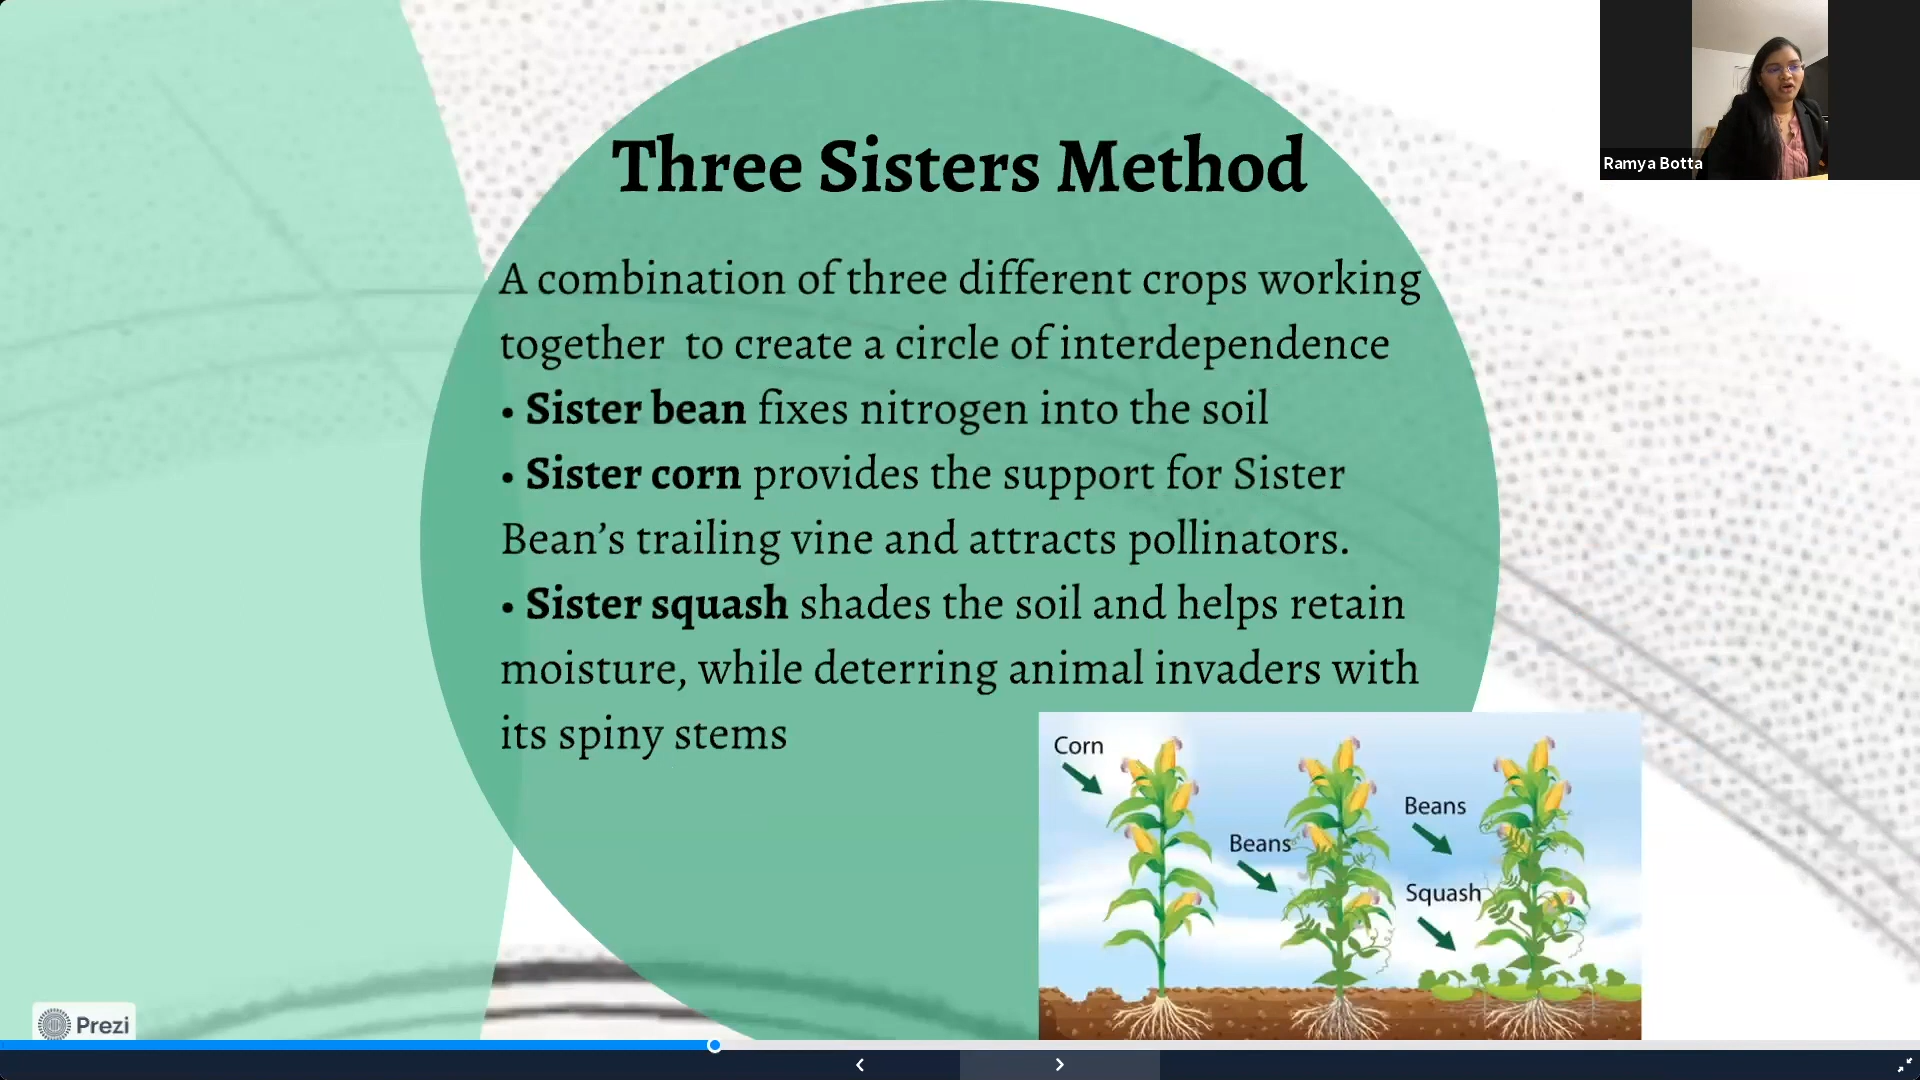 Three Sisters Method
A combination of three different crops working
together  to create a circle of interdependence
• Sister bean fixes nitrogen into the soil
• Sister corn provides the support for Sister
Bean’s trailing vine and attracts pollinators.
• Sister squash shades the soil and helps retain
moisture, while deterring animal invaders with
its spiny stems
Corn
Beans
Beans
Squash
Ramya Botta
Prezi